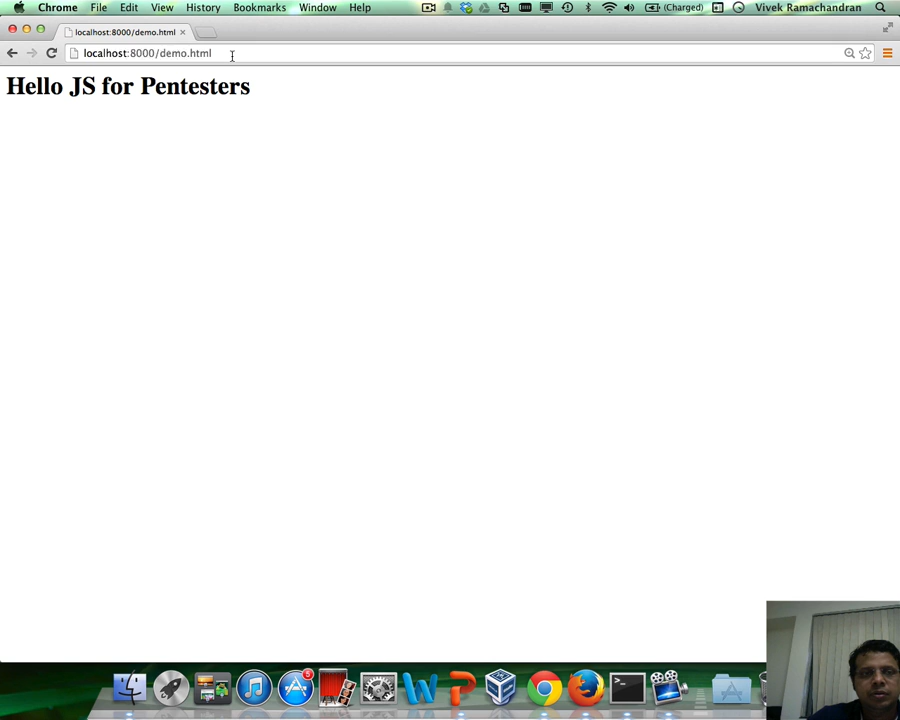 Chrome File Edit View History Bookmarks Window Help (Charged) Vivek Ramachandran
localhost:8000/demo.html
localhost:8000/demo.html
Hello JS for Pentesters